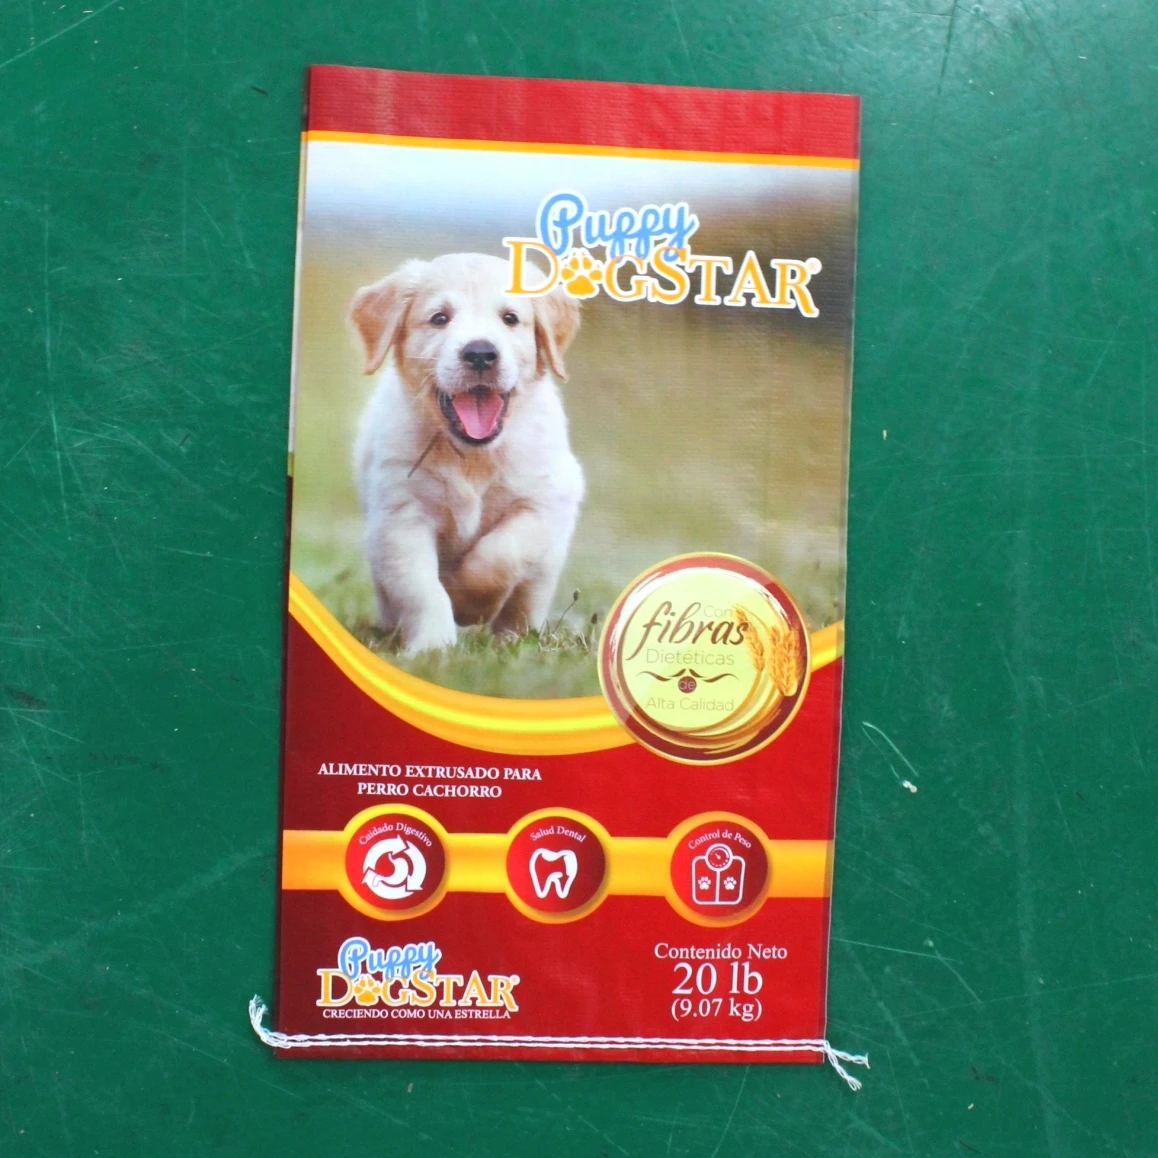 Puppy
DOGSTAR®
Con
fibras
Dietéticas
de
Alta Calidad
ALIMENTO EXTRUSADO PARA
PERRO CACHORRO
Cuidado Digestivo
Salud Dental
Control de Peso
Puppy
DOGSTAR®
CRECIENDO COMO UNA ESTRELLA
Contenido Neto
20 lb
(9.07 kg)